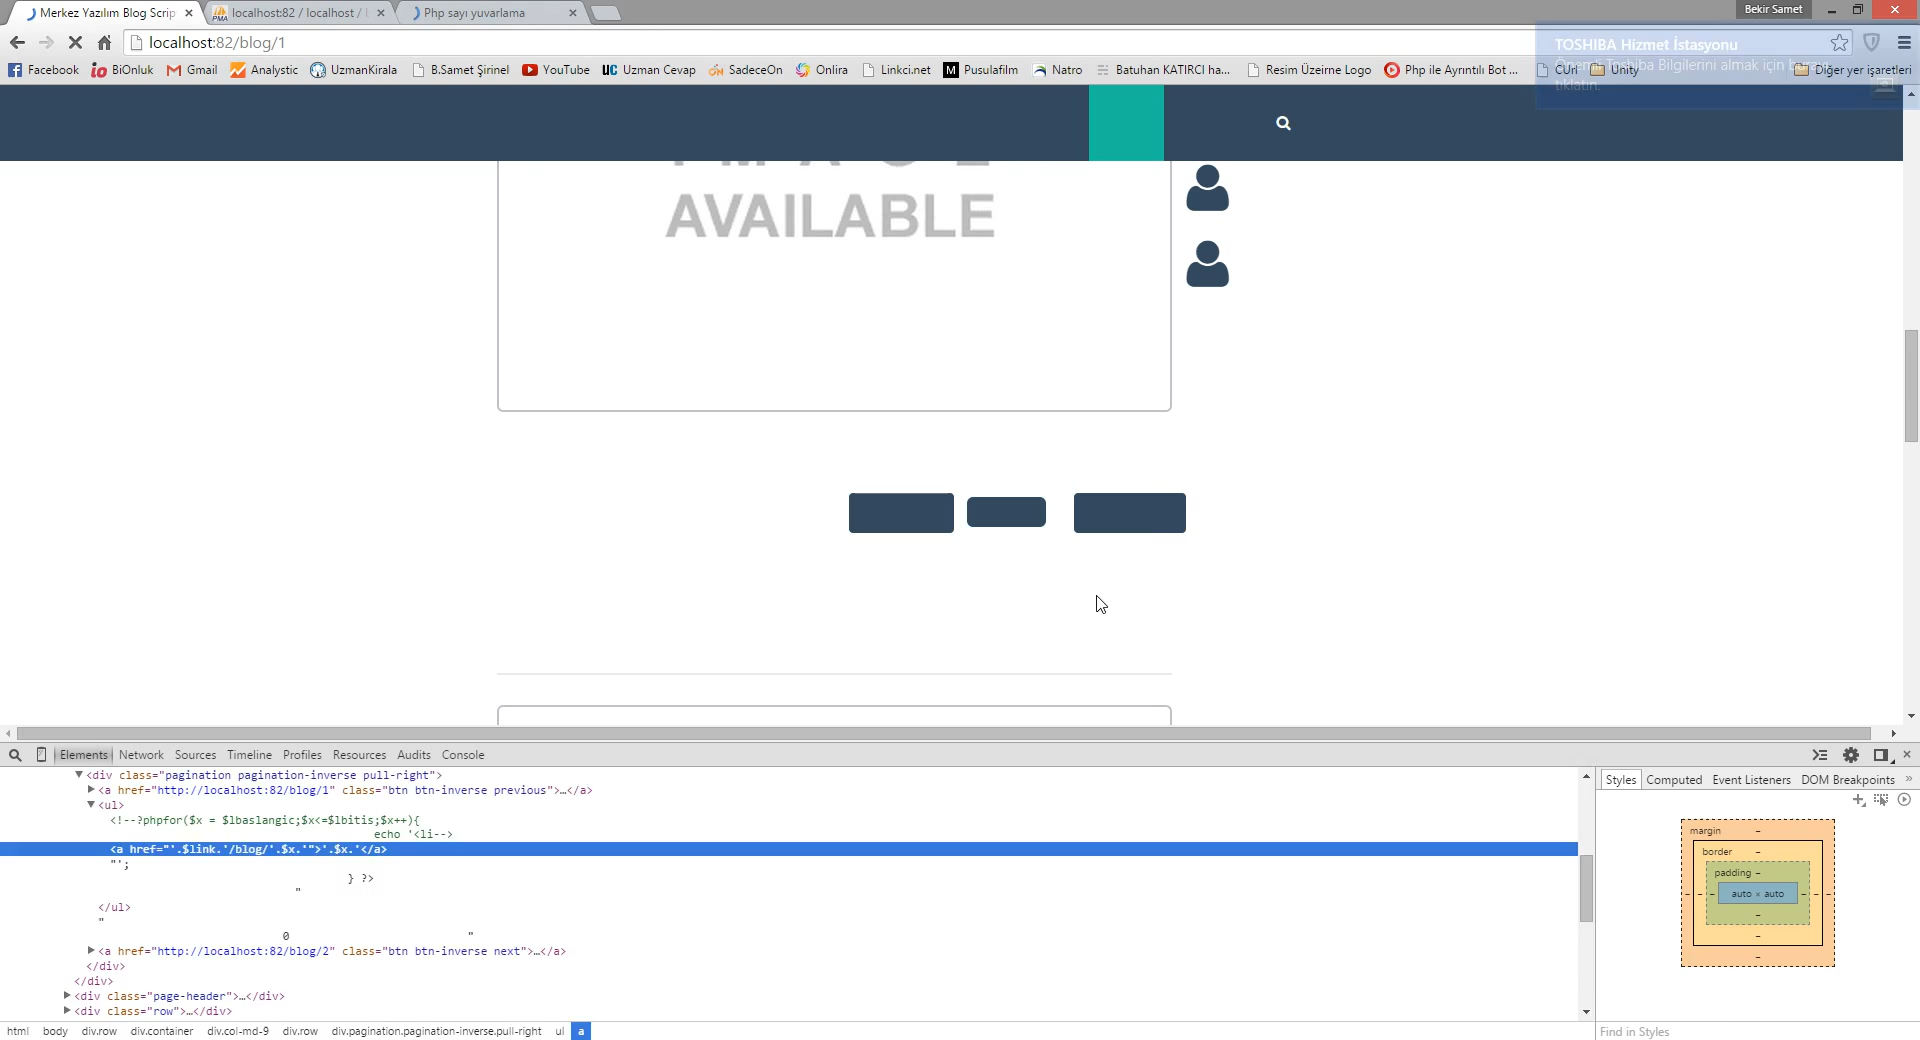 Merkez Yazılım Blog Scrip
localhost:82 / localhost /
Php sayı yuvarlama
Bekir Samet
localhost:82/blog/1
TOSHIBA Hizmet İstasyonu
Toshiba Bilgilerini almak için
tıklatın.
Facebook BiOnluk Gmail Analystic UzmanKirala B.Samet Şirinel YouTube Uzman Cevap SadeceOn Onlira Linkci.net Pusulafilm Natro Batuhan KATIRCI ha... Resim Üzeirne Logo Php ile Ayrıntılı Bot ... CUrl Unity Diğer yer işaretleri
AVAILABLE
Elements Network Sources Timeline Profiles Resources Audits Console
<div class="pagination pagination-inverse pull-right">
<a href="http://localhost:82/blog/1" class="btn btn-inverse previous">…</a>
<ul>
<!--?phpfor($x = $lbaslangic;$x<=$lbitis;$x++){
echo '<li-->
<a href="'.$link.'/blog/'.$x.'">'.$x.'</a>
"';
} ?>
"
</ul>
"
0 "
<a href="http://localhost:82/blog/2" class="btn btn-inverse next">…</a>
</div>
</div>
<div class="page-header">…</div>
<div class="row">…</div>
html body div.row div.container div.col-md-9 div.row div.pagination.pagination-inverse.pull-right ul a
Styles Computed Event Listeners DOM Breakpoints »
margin –
border –
padding –
– – – auto × auto – – –
–
–
–
Find in Styles